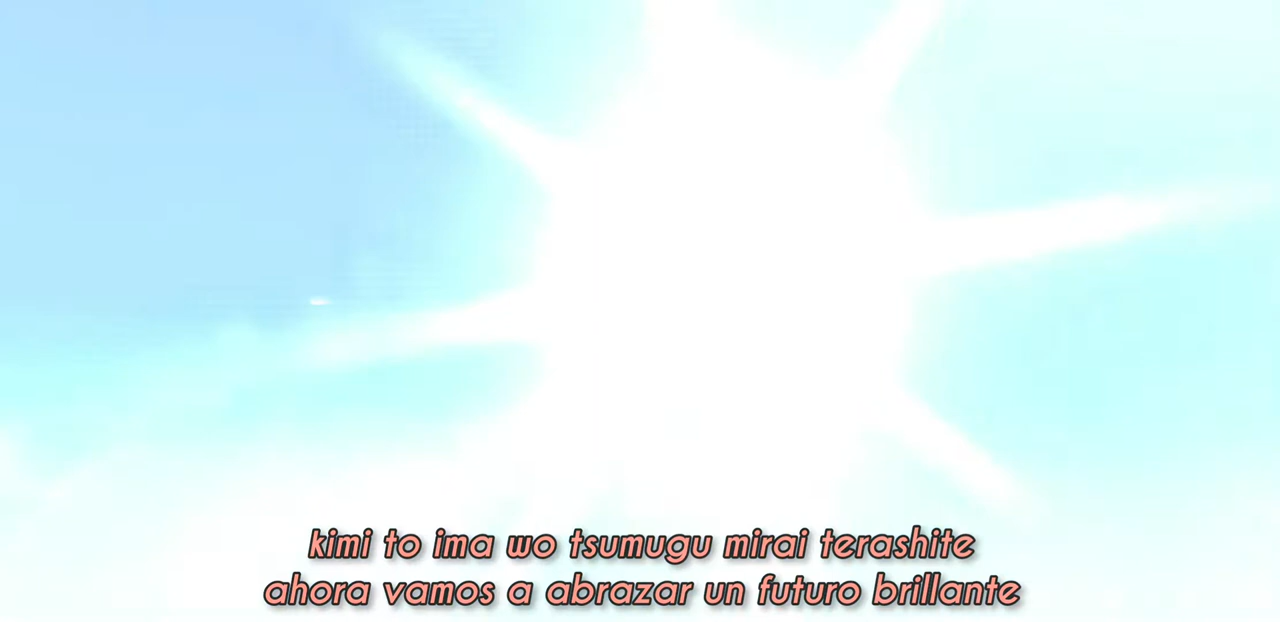 kimi to ima wo tsumugu mirai terashite
ahora vamos a abrazar un futuro brillante